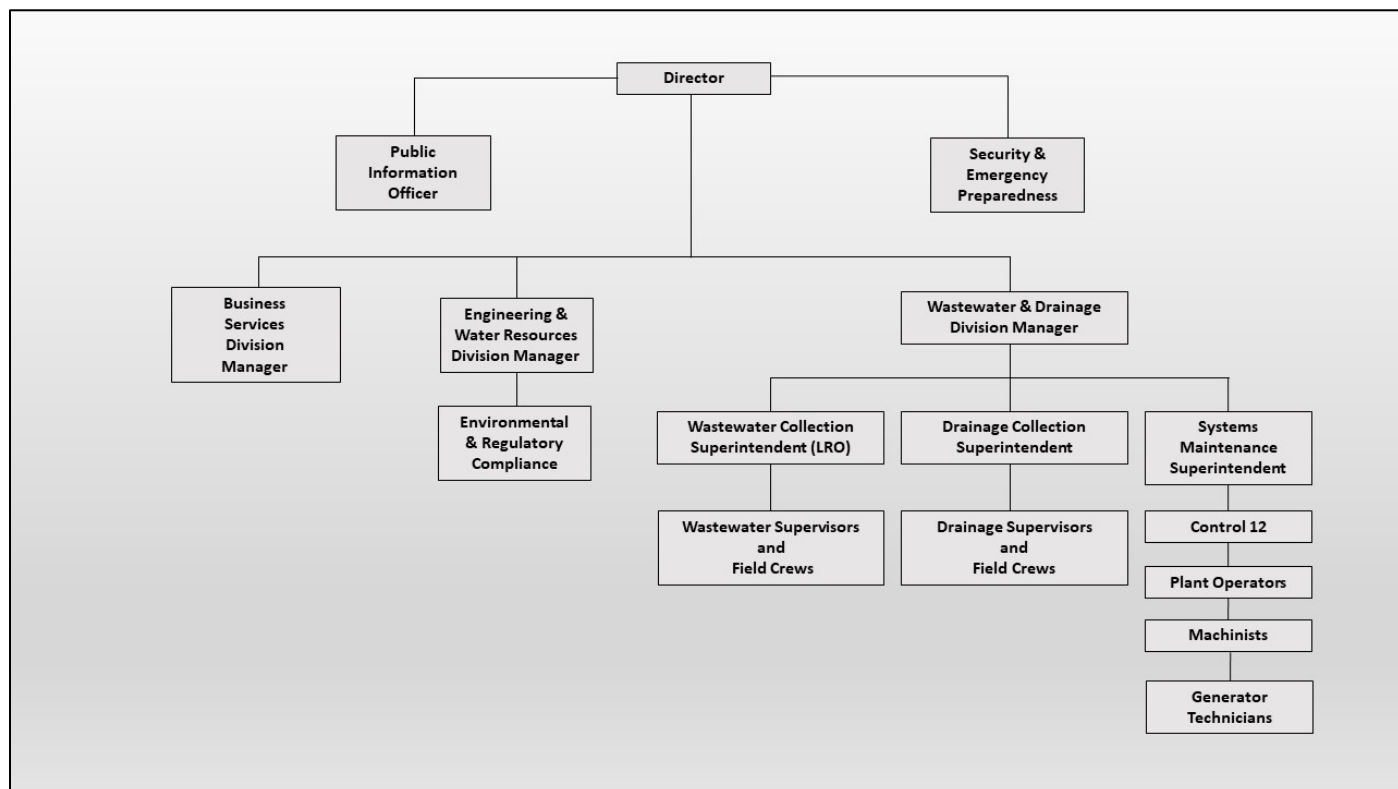 Director
Public
Information
Officer
Security &
Emergency
Preparedness
Business
Services
Division
Manager
Engineering &
Water Resources
Division Manager
Wastewater & Drainage
Division Manager
Environmental
& Regulatory
Compliance
Wastewater Collection
Superintendent (LRO)
Drainage Collection
Superintendent
Systems
Maintenance
Superintendent
Wastewater Supervisors
and
Field Crews
Drainage Supervisors
and
Field Crews
Control 12
Plant Operators
Machinists
Generator
Technicians